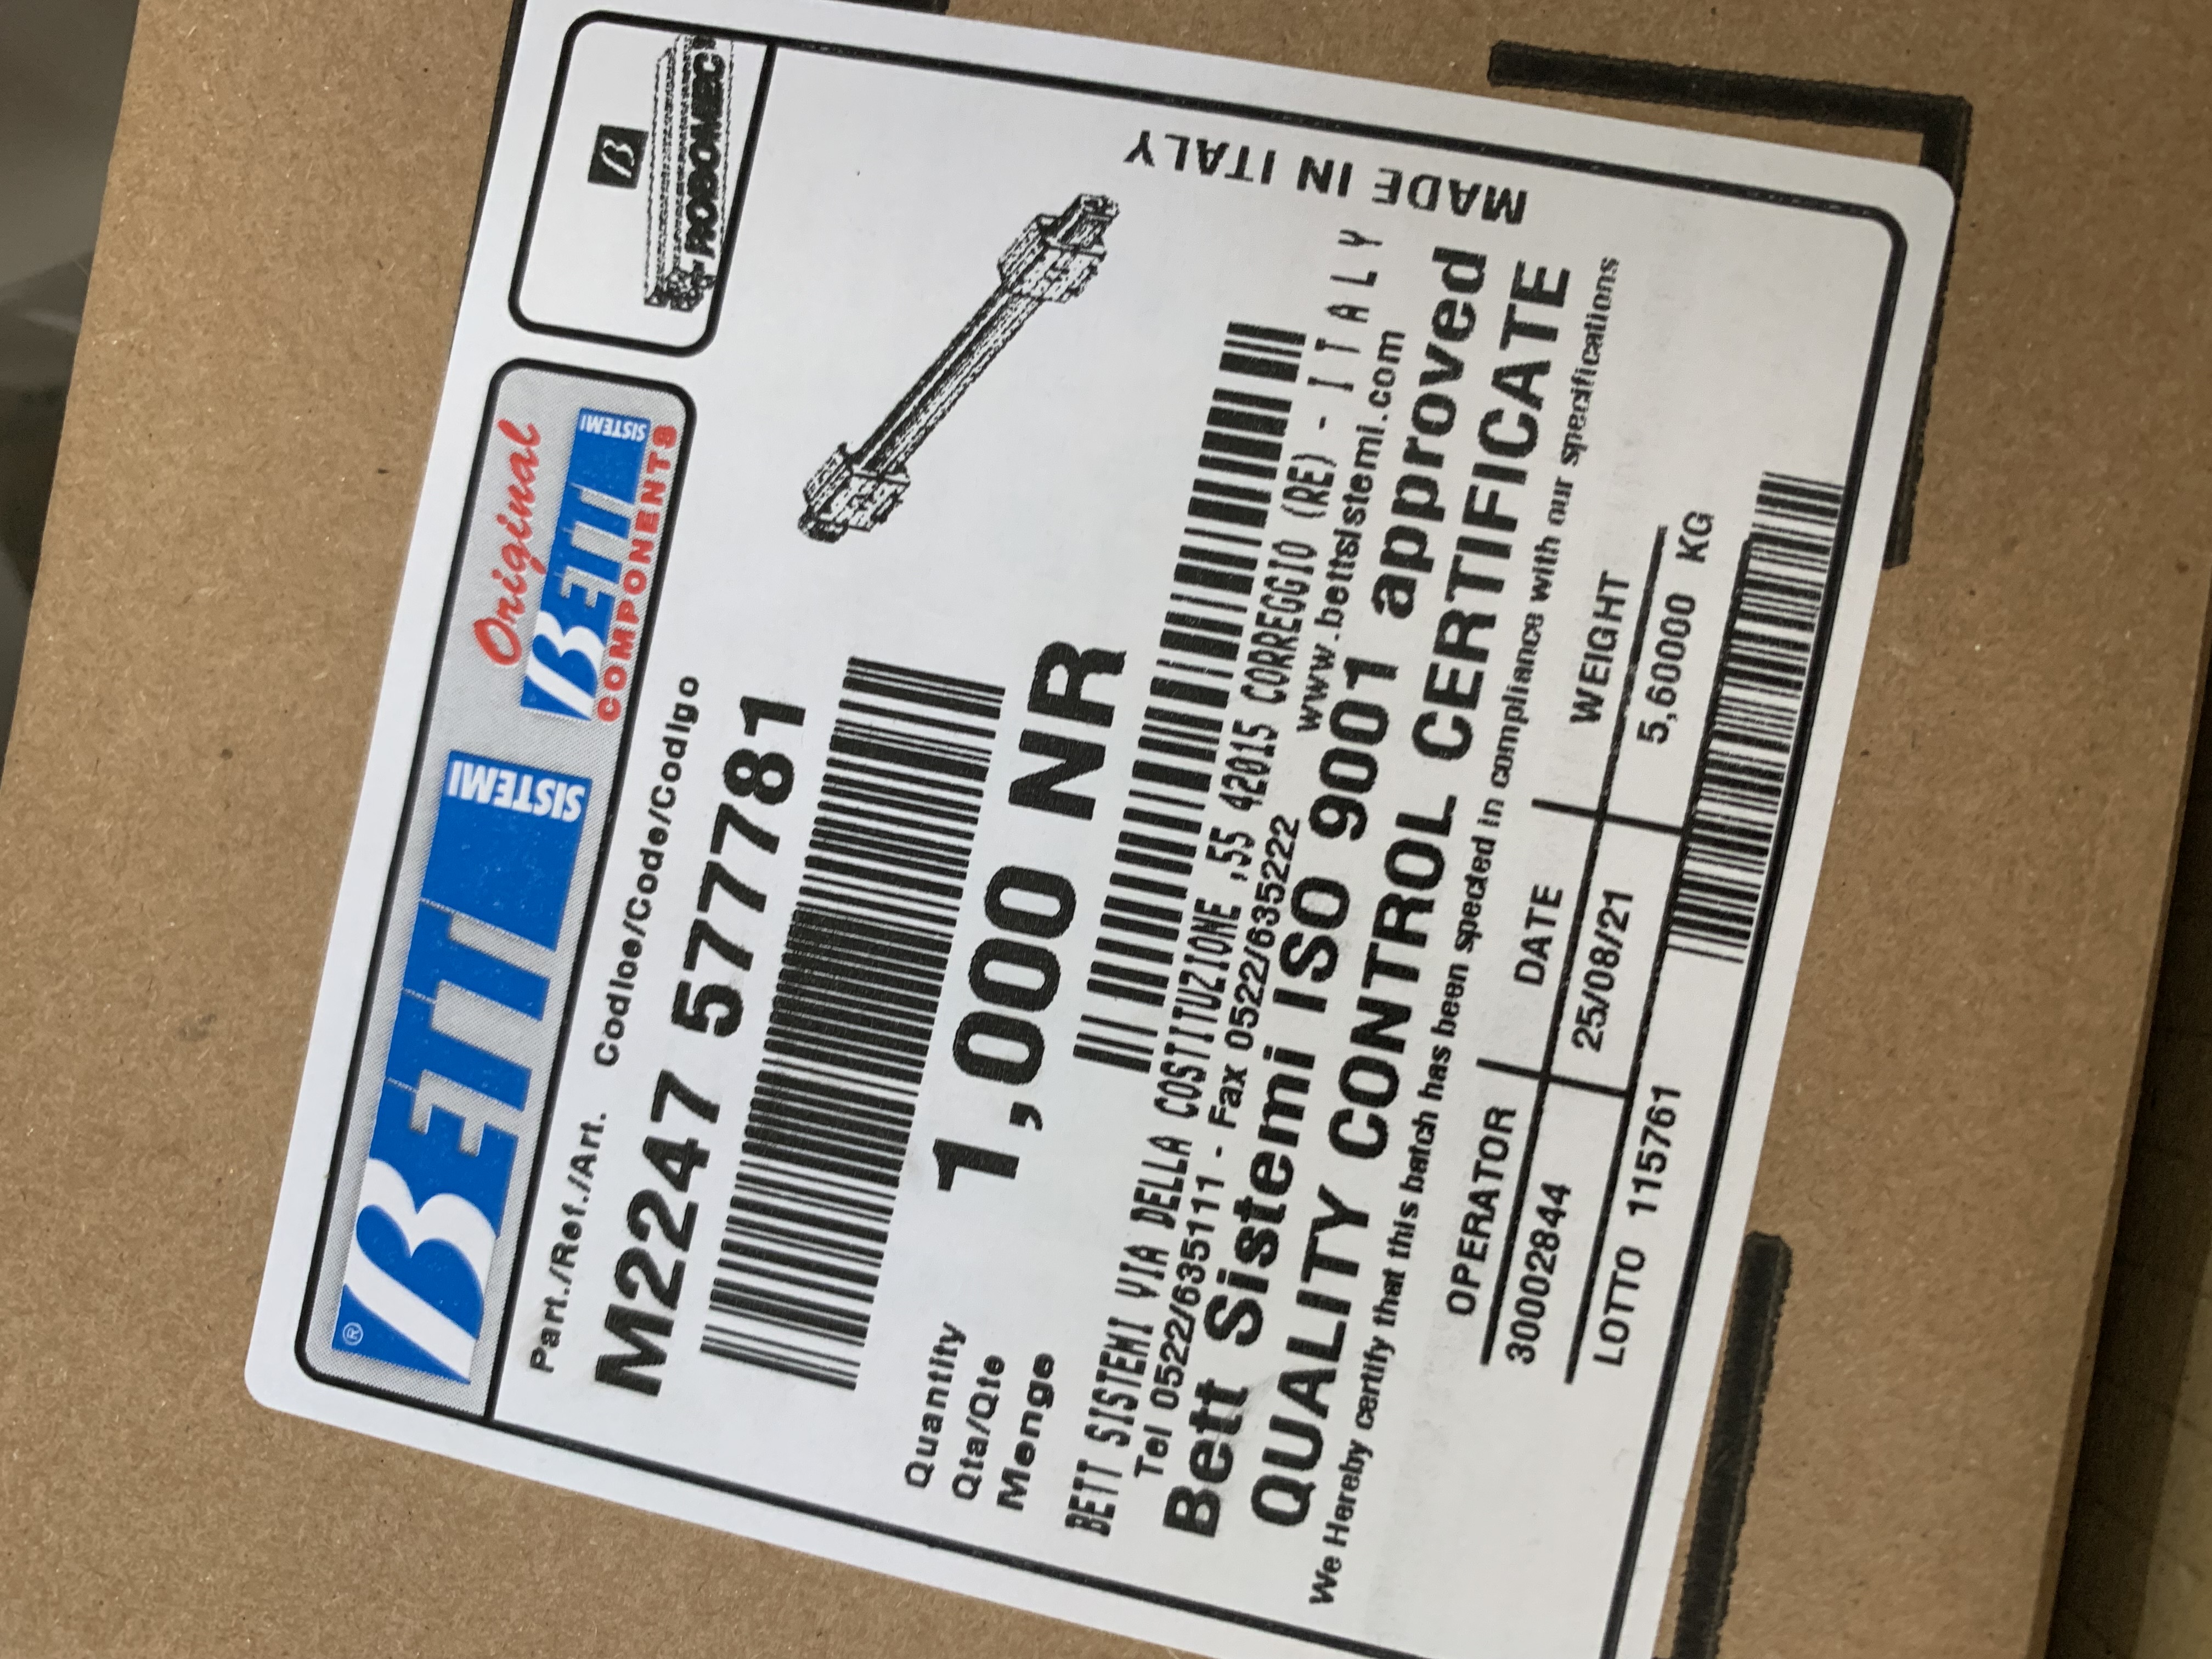 BETT SISTEMI
®
Original
BETT SISTEMI
COMPONENTS
ROBOMEC
Part./Ref./Art. Codice/Code/Code/Codigo
M2247 577781
Quantity
Qta/Qte
Menge
1,000 NR
MADE IN ITALY
BETT SISTEMI VIA DELLA COSTITUZIONE ,55 42015 CORREGGIO (RE) - ITALY
Tel 0522/635111 - Fax 0522/635222 www.bettsistemi.com
Bett Sistemi ISO 9001 approved
QUALITY CONTROL CERTIFICATE
We Hereby certify that this batch has been spected in compliance with our specifications
OPERATOR DATE WEIGHT
30002844 25/08/21 5,60000 KG
LOTTO 115761